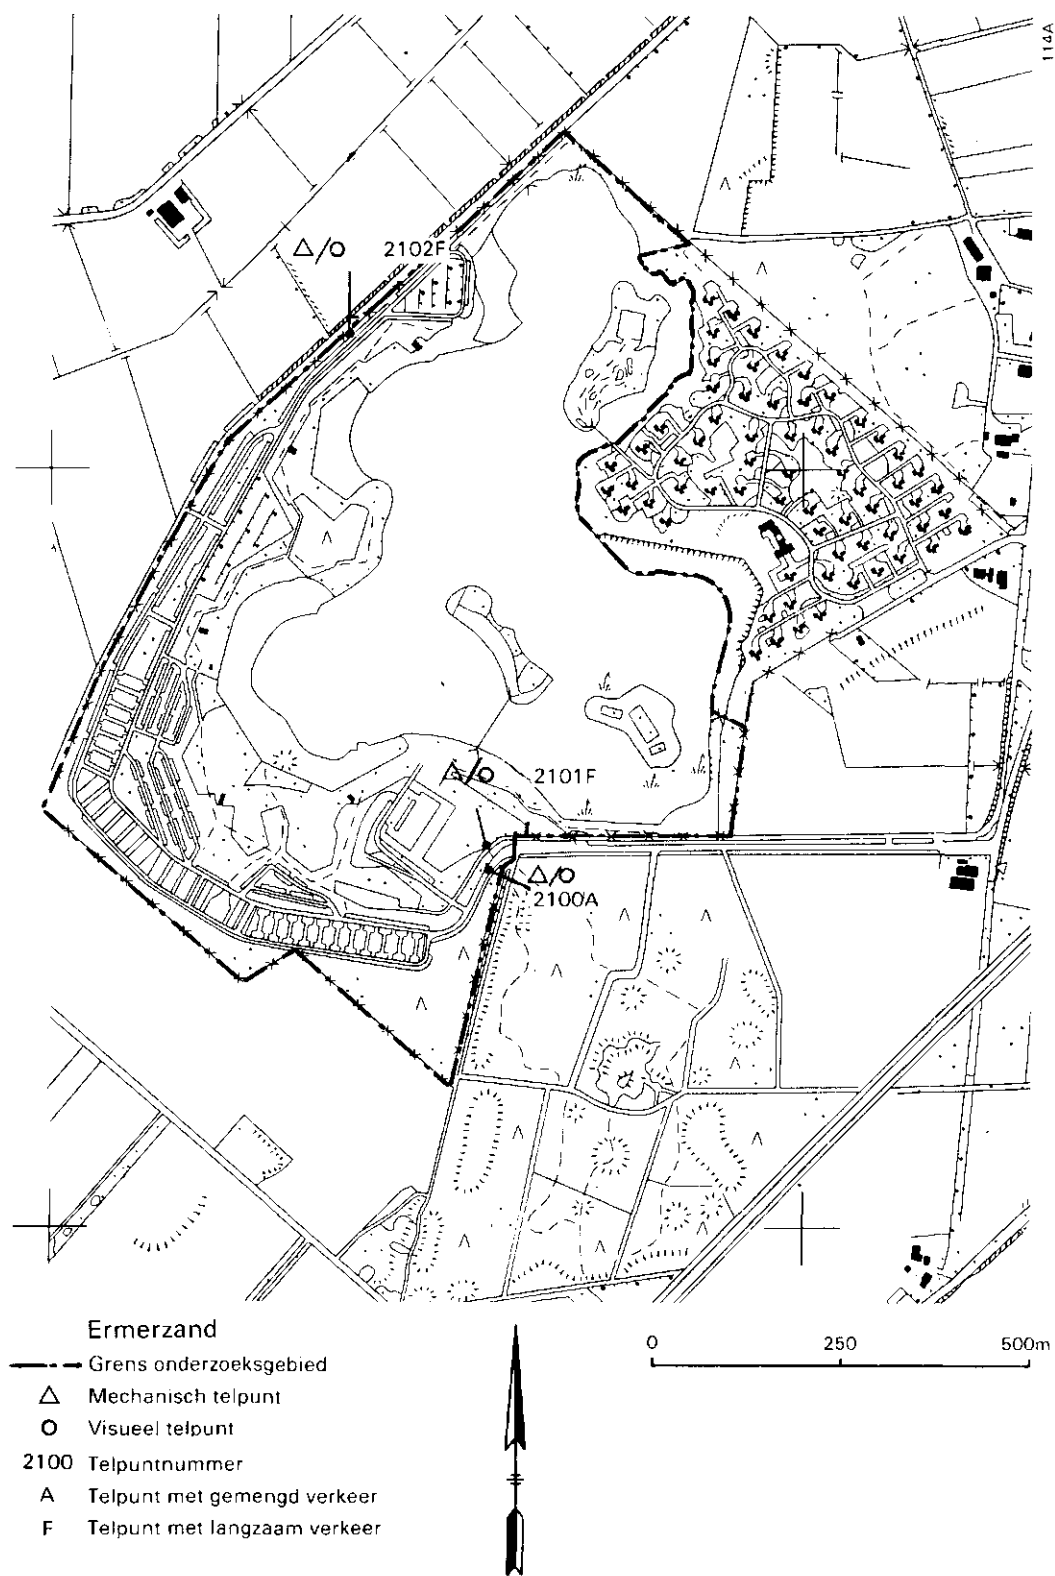 114A
△/O 2102F
△/O 2101F
△/O
2100A
Ermerzand
Grens onderzoeksgebied
△ Mechanisch telpunt
O Visueel telpunt
2100 Telpuntnummer
A Telpunt met gemengd verkeer
F Telpunt met langzaam verkeer
0 250 500m